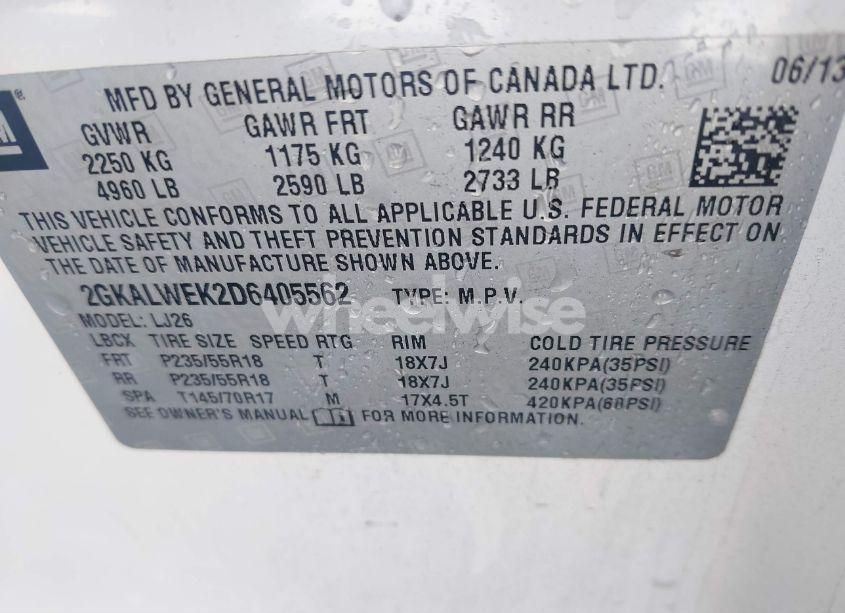 MFD BY GENERAL MOTORS OF CANADA LTD. 06/13
GVWR GAWR FRT GAWR RR
2250 KG 1175 KG 1240 KG
4960 LB 2590 LB 2733 LB
THIS VEHICLE CONFORMS TO ALL APPLICABLE U.S. FEDERAL MOTOR
VEHICLE SAFETY AND THEFT PREVENTION STANDARDS IN EFFECT ON
THE DATE OF MANUFACTURE SHOWN ABOVE.
2GKALWEK2D6405562 TYPE: M.P.V.
wheelwise
MODEL: LJ26
LBCX TIRE SIZE SPEED RTG RIM COLD TIRE PRESSURE
FRT P235/55R18 T 18X7J 240KPA(35PSI)
RR P235/55R18 T 18X7J 240KPA(35PSI)
SPA T145/70R17 M 17X4.5T 420KPA(60PSI)
SEE OWNER'S MANUAL FOR MORE INFORMATION.